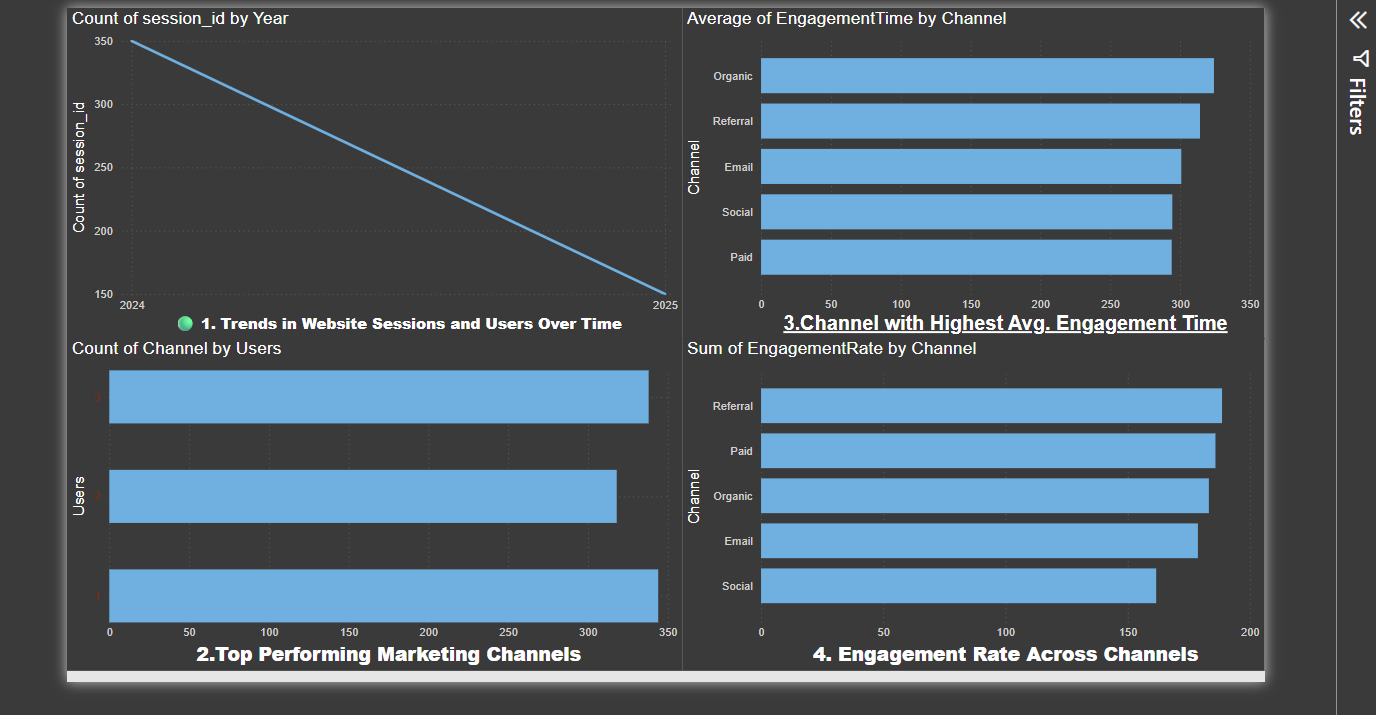 Count of session_id by Year
Count of session_id
350
300
250
200
150
2024
2025
1. Trends in Website Sessions and Users Over Time
Average of EngagementTime by Channel
Channel
Organic
Referral
Email
Social
Paid
0
50
100
150
200
250
300
350
3.Channel with Highest Avg. Engagement Time
Count of Channel by Users
Users
0
50
100
150
200
250
300
350
2.Top Performing Marketing Channels
Sum of EngagementRate by Channel
Channel
Referral
Paid
Organic
Email
Social
0
50
100
150
200
4. Engagement Rate Across Channels
Filters